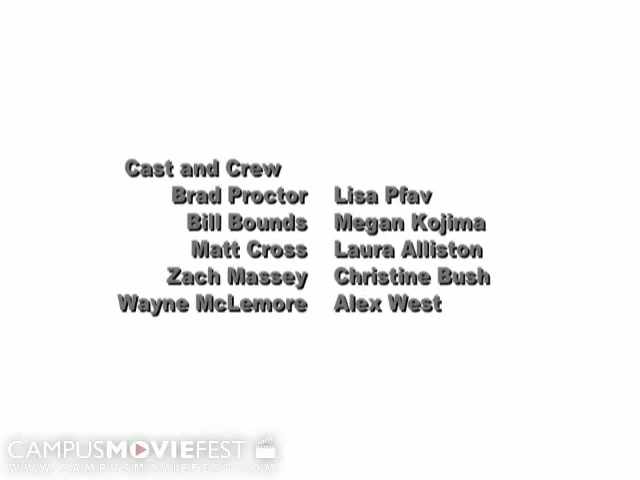 Cast and Crew
Brad Proctor Lisa Pfav
Bill Bounds Megan Kojima
Matt Cross Laura Alliston
Zach Massey Christine Bush
Wayne McLemore Alex West
CAMPUSMOVIEFEST
WWW.CAMPUSMOVIEFEST.COM